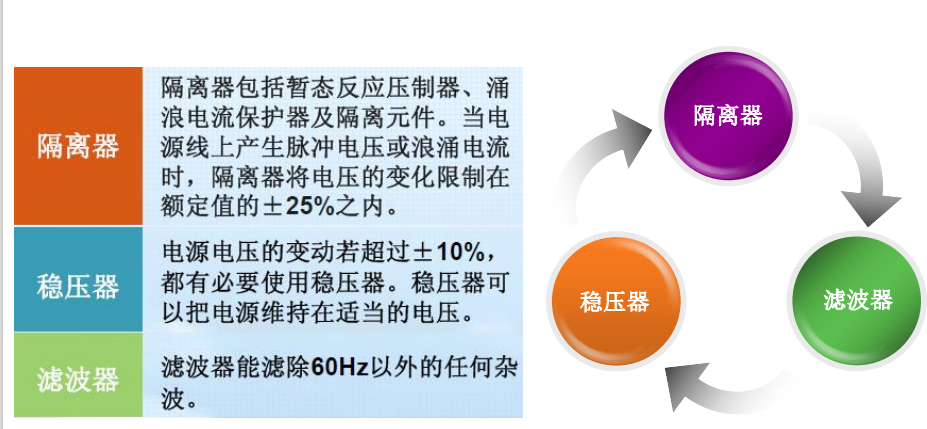 隔离器
隔离器包括暂态反应压制器、涌
浪电流保护器及隔离元件。当电
源线上产生脉冲电压或浪涌电流
时，隔离器将电压的变化限制在
额定值的±25%之内。
稳压器
电源电压的变动若超过±10%，
都有必要使用稳压器。稳压器可
以把电源维持在适当的电压。
滤波器
滤波器能滤除60Hz以外的任何杂
波。
隔离器
稳压器
滤波器